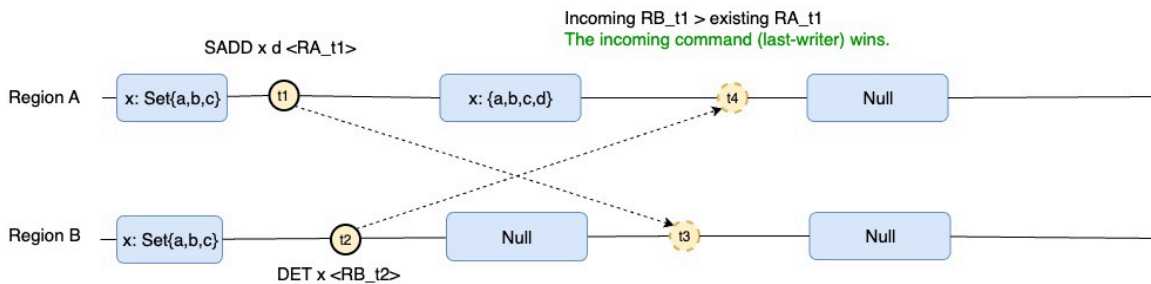 Incoming RB_t1 > existing RA_t1
The incoming command (last-writer) wins.
SADD x d <RA_t1>
Region A
x: Set{a,b,c}
t1
x: {a,b,c,d}
t4
Null
Region B
x: Set{a,b,c}
t2
Null
t3
Null
DET x <RB_t2>